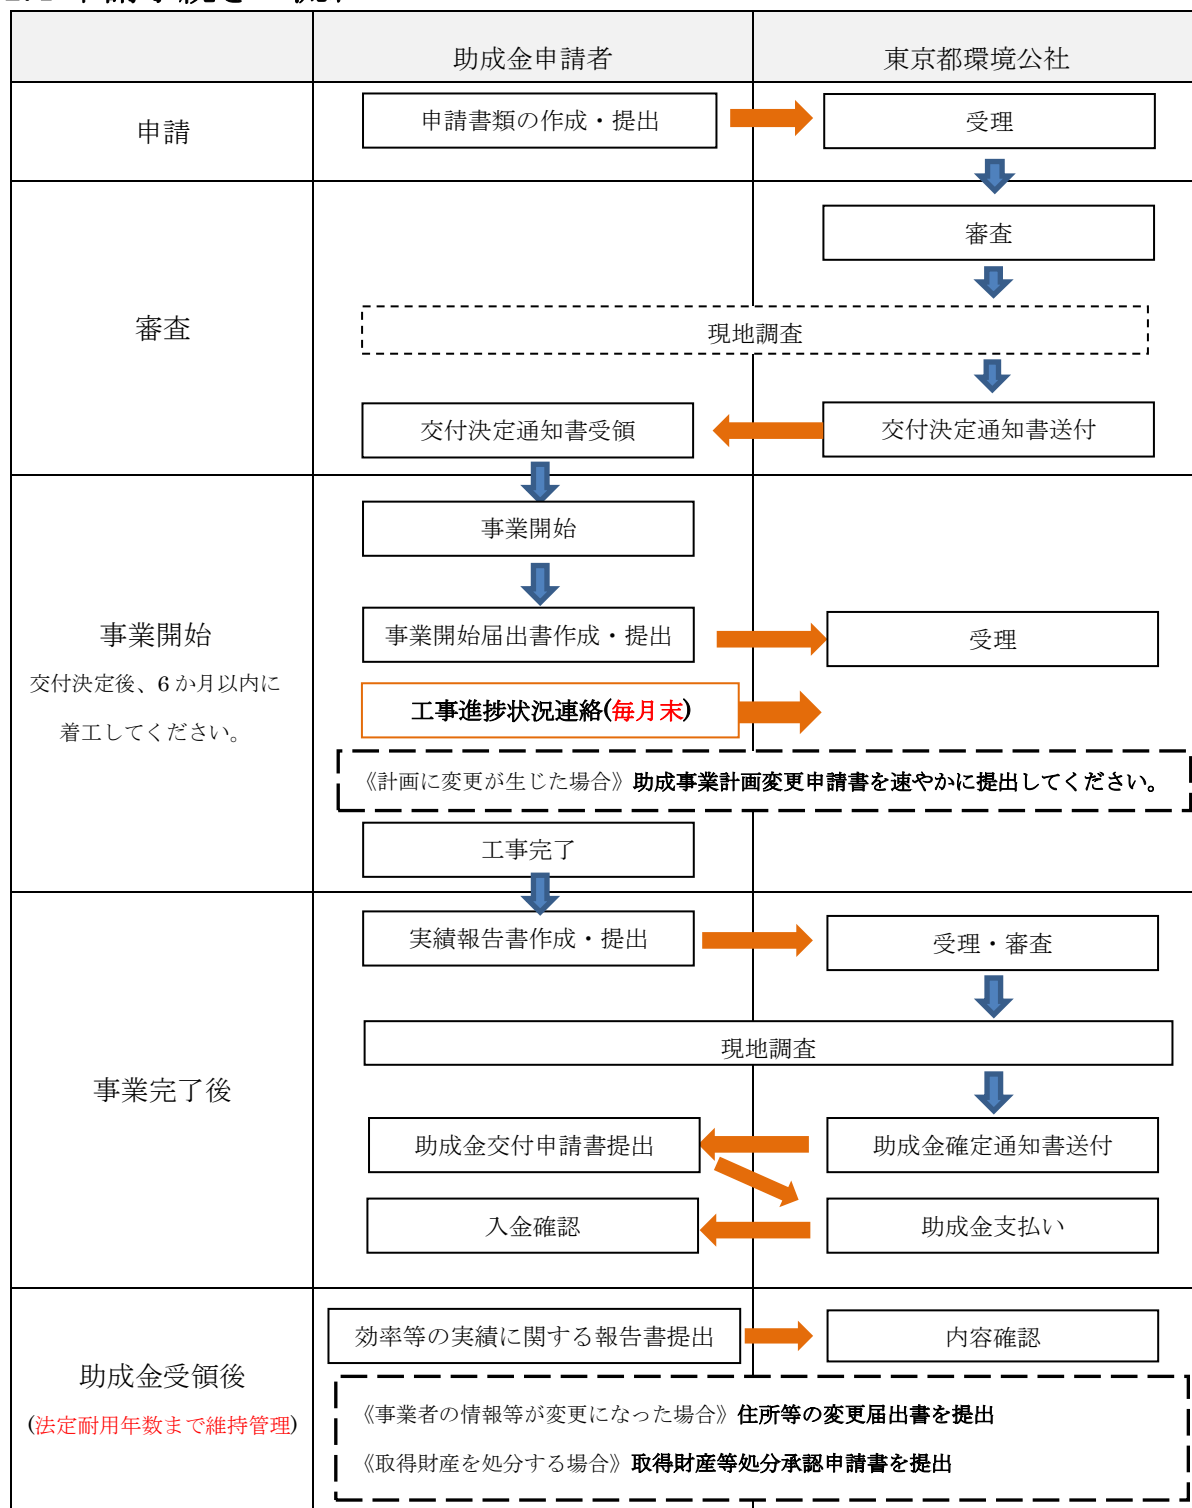 助成金申請者
東京都環境公社
申請
申請書類の作成・提出
受理
審査
審査
現地調査
交付決定通知書受領
交付決定通知書送付
事業開始
交付決定後、6か月以内に
着工してください。
事業開始
事業開始届出書作成・提出
受理
工事進捗状況連絡(毎月末)
《計画に変更が生じた場合》助成事業計画変更申請書を速やかに提出してください。
工事完了
事業完了後
実績報告書作成・提出
受理・審査
現地調査
助成金交付申請書提出
助成金確定通知書送付
入金確認
助成金支払い
助成金受領後
(法定耐用年数まで維持管理)
効率等の実績に関する報告書提出
内容確認
《事業者の情報等が変更になった場合》住所等の変更届出書を提出
《取得財産を処分する場合》取得財産等処分承認申請書を提出